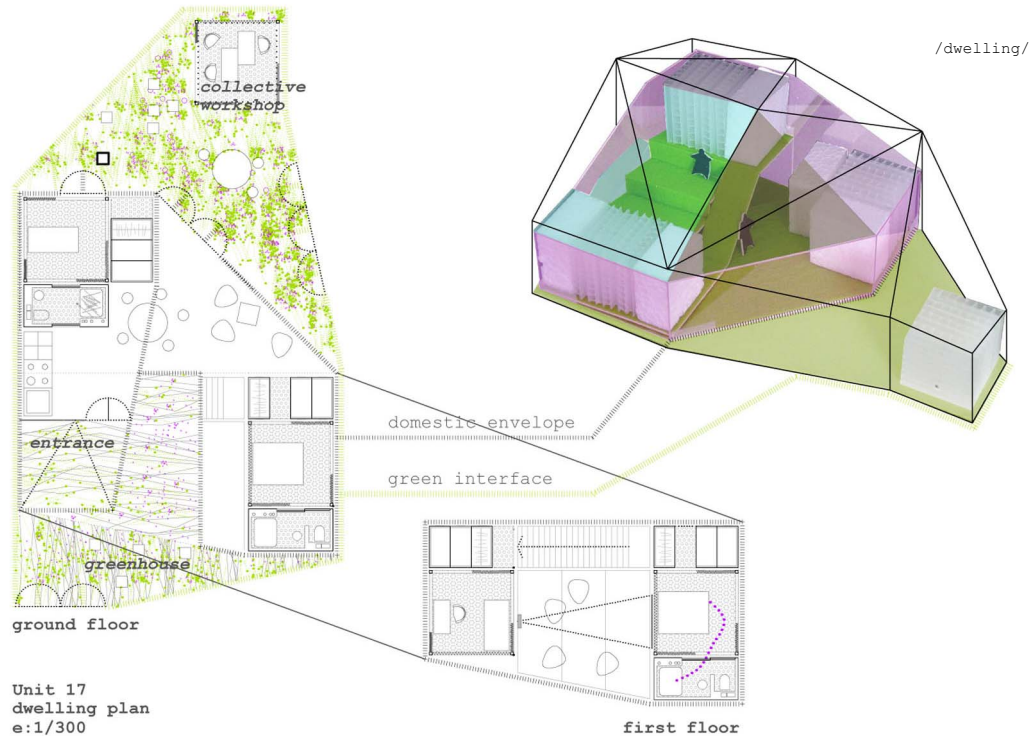 /dwelling/
collective
workshop
entrance
domestic envelope
green interface
greenhouse
ground floor
Unit 17
dwelling plan
e:1/300
first floor